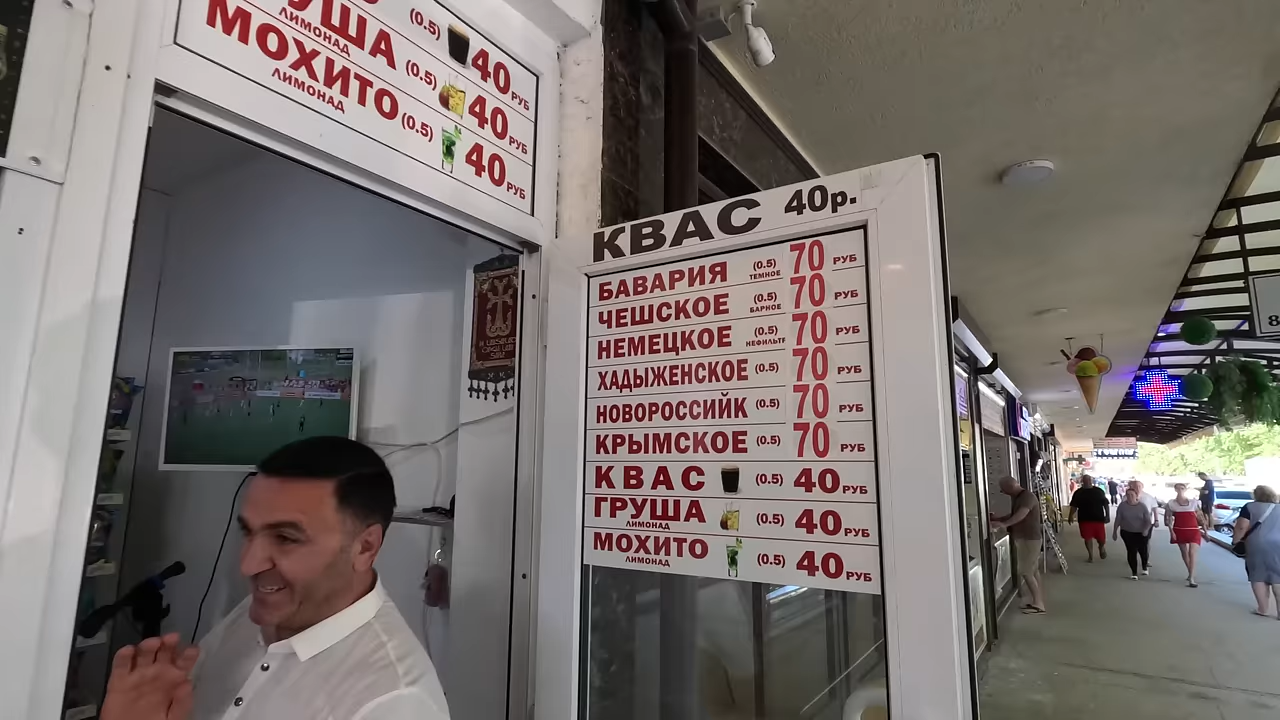 УША (0.5) 40 РУБ
ЛИМОНАД
МОХИТО (0.5) 40 РУБ
ЛИМОНАД
(0.5) 40 РУБ
КВАС 40р.
БАВАРИЯ (0.5) ТЕМНОЕ 70 РУБ
ЧЕШСКОЕ (0.5) БАРНОЕ 70 РУБ
НЕМЕЦКОЕ (0.5) НЕФИЛЬТР 70 РУБ
ХАДЫЖЕНСКОЕ (0.5) 70 РУБ
НОВОРОССИЙК (0.5) 70 РУБ
КРЫМСКОЕ (0.5) 70 РУБ
КВАС (0.5) 40 РУБ
ГРУША (0.5) 40 РУБ
ЛИМОНАД
МОХИТО (0.5) 40 РУБ
ЛИМОНАД
8